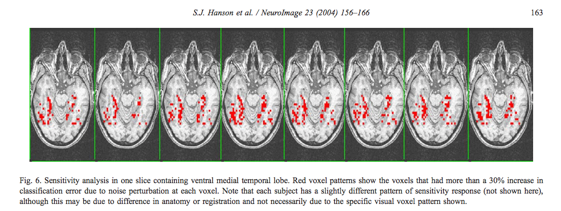 S.J. Hanson et al. / NeuroImage 23 (2004) 156–166
163
Fig. 6. Sensitivity analysis in one slice containing ventral medial temporal lobe. Red voxel patterns show the voxels that had more than a 30% increase in
classification error due to noise perturbation at each voxel. Note that each subject has a slightly different pattern of sensitivity response (not shown here),
although this may be due to difference in anatomy or registration and not necessarily due to the specific visual voxel pattern shown.